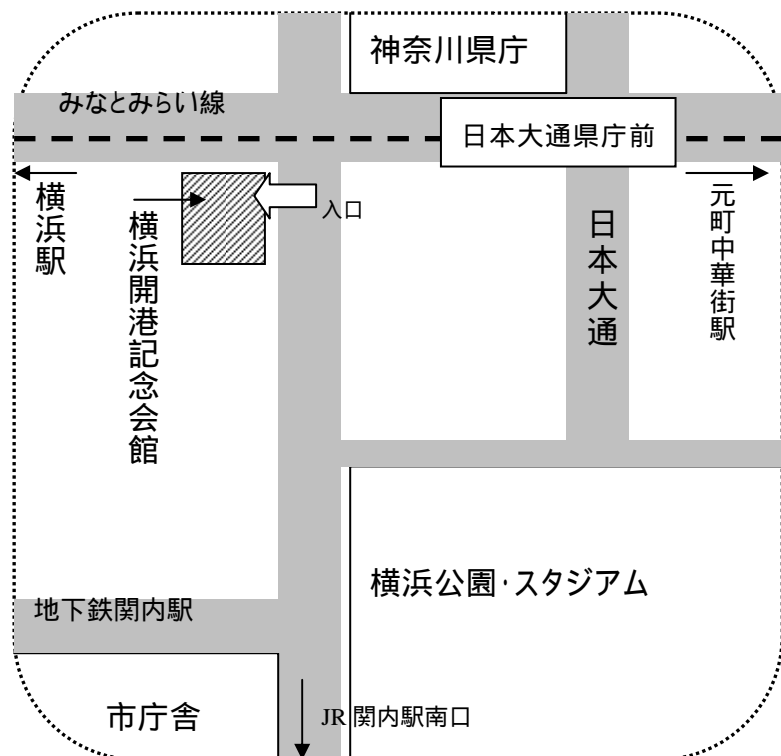 神奈川県庁
みなとみらい線
日本大通県庁前
横浜駅
横浜開港記念会館
入口
日本大通
元町中華街駅
横浜公園・スタジアム
地下鉄関内駅
市庁舎
JR 関内駅南口